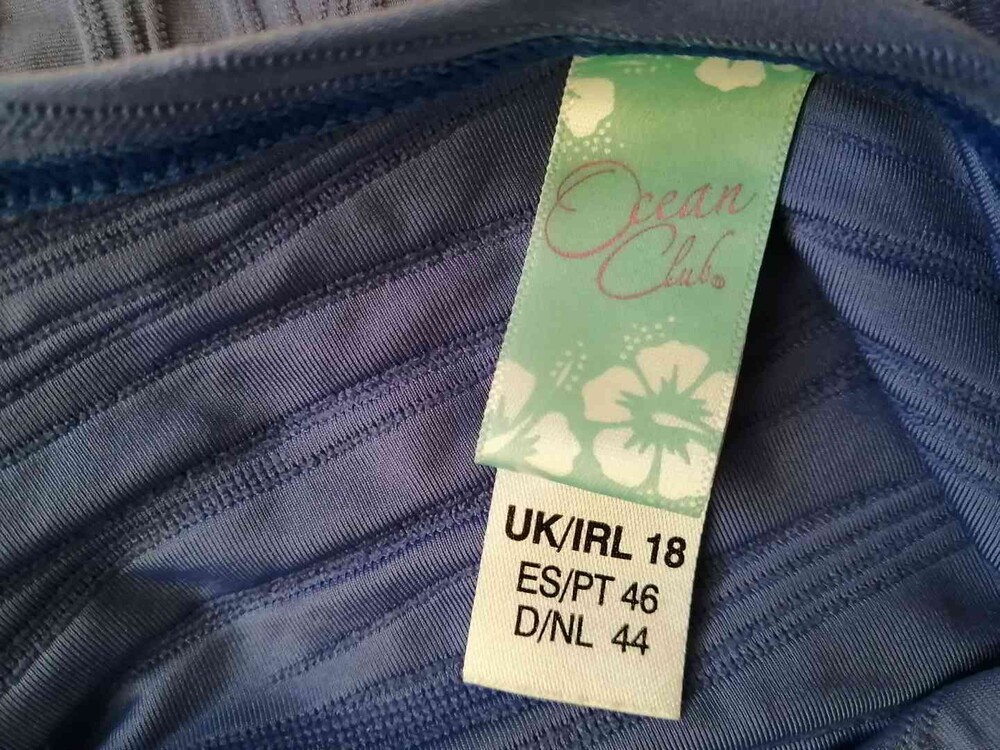 Ocean
Club®
UK/IRL 18
ES/PT 46
D/NL 44